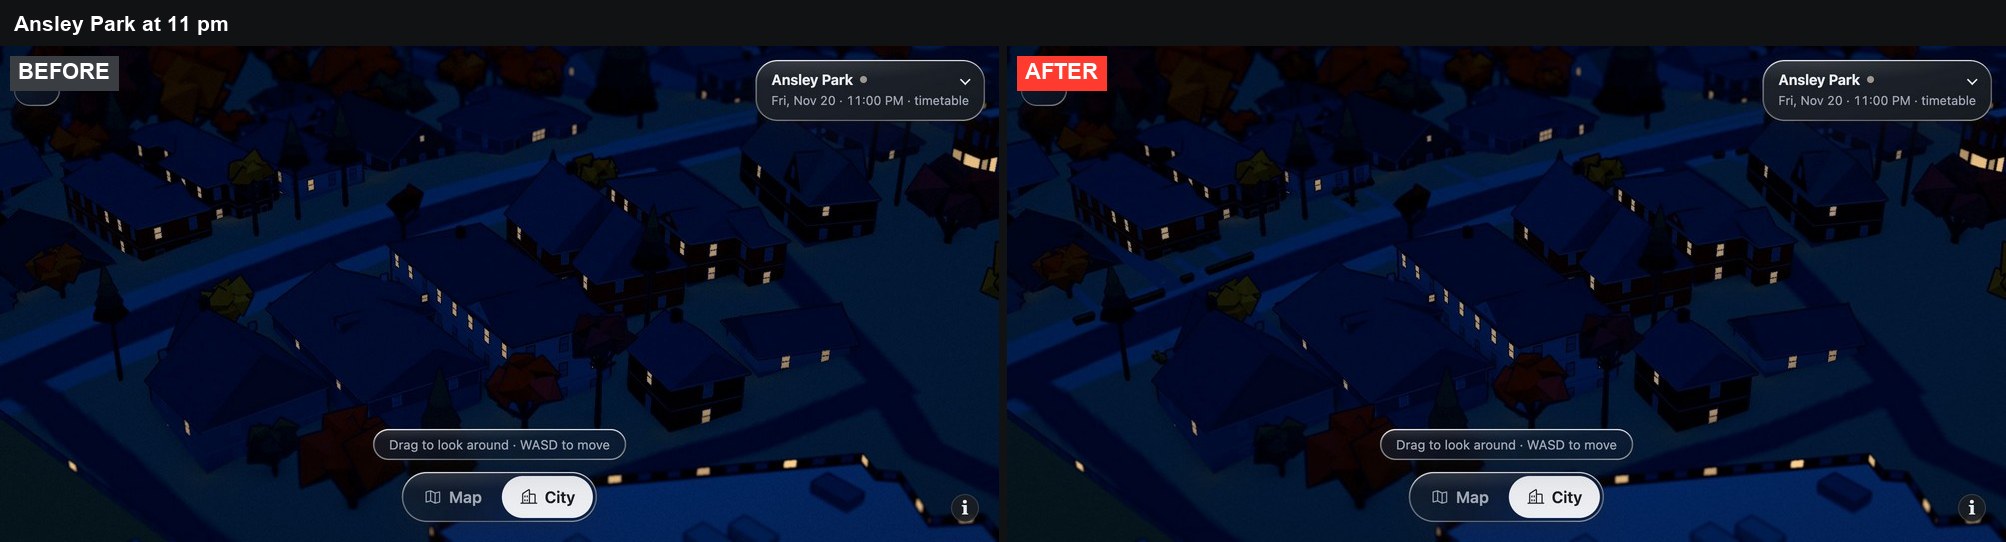 Ansley Park at 11 pm
BEFORE
Ansley Park
Fri, Nov 20 · 11:00 PM · timetable
Drag to look around · WASD to move
Map
City
i
AFTER
Ansley Park
Fri, Nov 20 · 11:00 PM · timetable
Drag to look around · WASD to move
Map
City
i